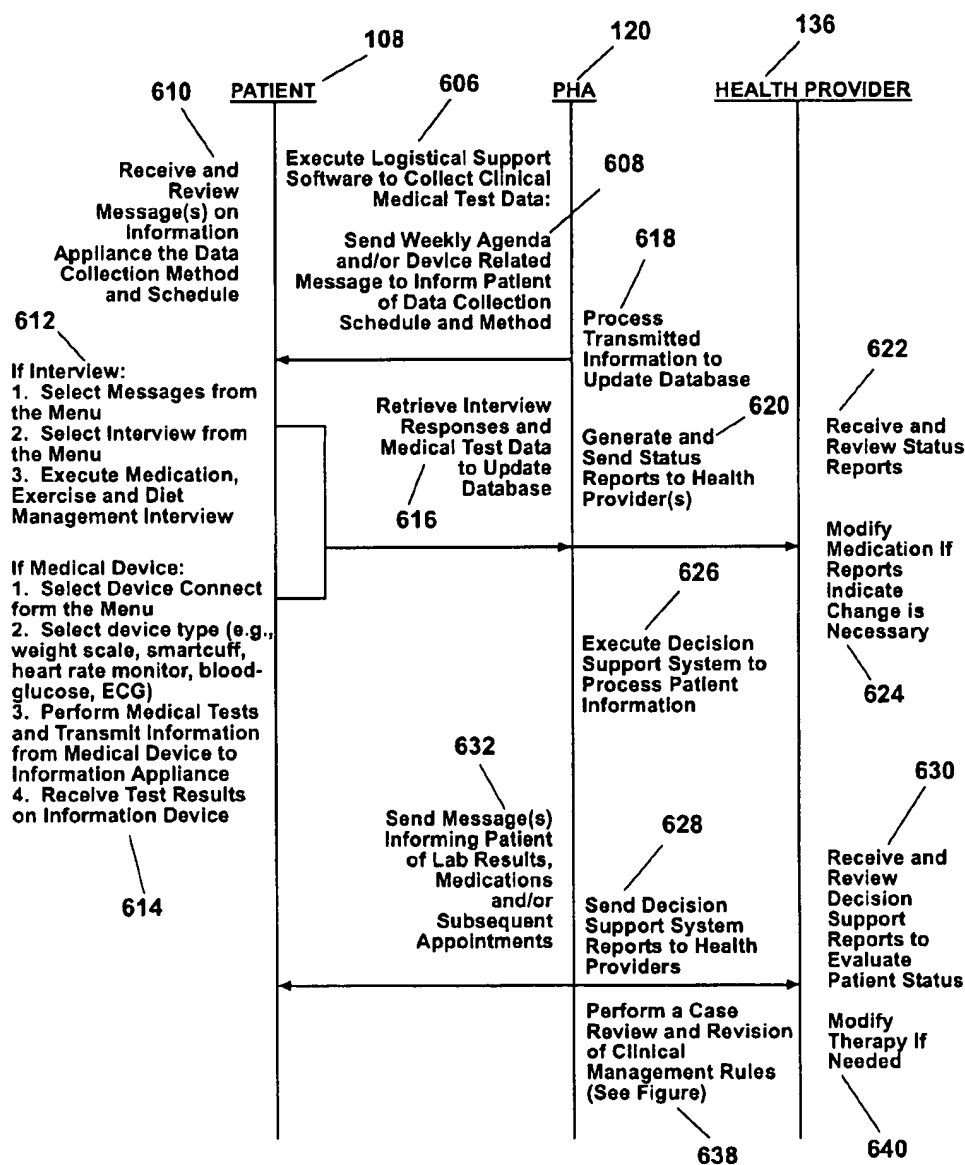 108
120
136
610
PATIENT
606
PHA
HEALTH PROVIDER
Receive and
Review
Message(s) on
Information
Appliance the Data
Collection Method
and Schedule
Execute Logistical Support
Software to Collect Clinical
Medical Test Data:
608
Send Weekly Agenda
and/or Device Related
Message to Inform Patient
of Data Collection
Schedule and Method
618
Process
Transmitted
Information to
Update Database
612
If Interview:
1. Select Messages from
the Menu
2. Select Interview from
the Menu
3. Execute Medication,
Exercise and Diet
Management Interview
Retrieve Interview
Responses and
Medical Test Data
to Update
Database
616
620
Generate and
Send Status
Reports to Health
Provider(s)
622
Receive and
Review Status
Reports
If Medical Device:
1. Select Device Connect
form the Menu
2. Select device type (e.g.,
weight scale, smartcuff,
heart rate monitor, blood-
glucose, ECG)
3. Perform Medical Tests
and Transmit Information
from Medical Device to
Information Appliance
4. Receive Test Results
on Information Device
614
626
Execute Decision
Support System to
Process Patient
Information
Modify
Medication If
Reports
Indicate
Change is
Necessary
624
632
Send Message(s)
Informing Patient
of Lab Results,
Medications
and/or
Subsequent
Appointments
628
Send Decision
Support System
Reports to Health
Providers
630
Receive and
Review
Decision
Support
Reports to
Evaluate
Patient Status
Perform a Case
Review and Revision
of Clinical
Management Rules
(See Figure)
638
Modify
Therapy If
Needed
640